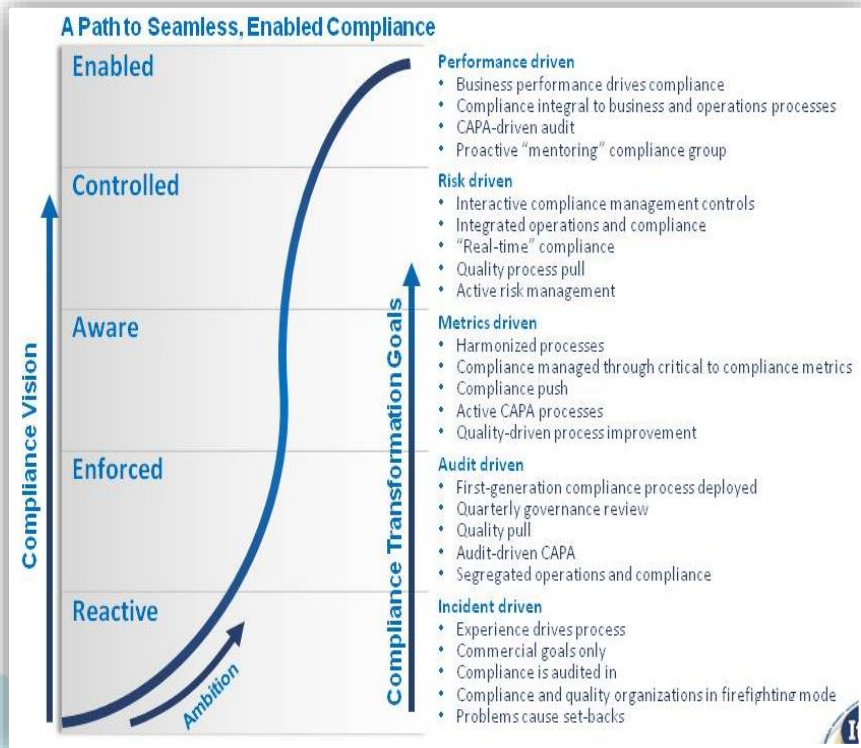 A Path to Seamless, Enabled Compliance
Enabled
Performance driven
• Business performance drives compliance
• Compliance integral to business and operations processes
• CAPA-driven audit
• Proactive “mentoring” compliance group
Controlled
Risk driven
• Interactive compliance management controls
• Integrated operations and compliance
• “Real-time” compliance
• Quality process pull
• Active risk management
Aware
Metrics driven
• Harmonized processes
• Compliance managed through critical to compliance metrics
• Compliance push
• Active CAPA processes
• Quality-driven process improvement
Enforced
Audit driven
• First-generation compliance process deployed
• Quarterly governance review
• Quality pull
• Audit-driven CAPA
• Segregated operations and compliance
Reactive
Incident driven
• Experience drives process
• Commercial goals only
• Compliance is audited in
• Compliance and quality organizations in firefighting mode
• Problems cause set-backs
Compliance Vision
Ambition
Compliance Transformation Goals